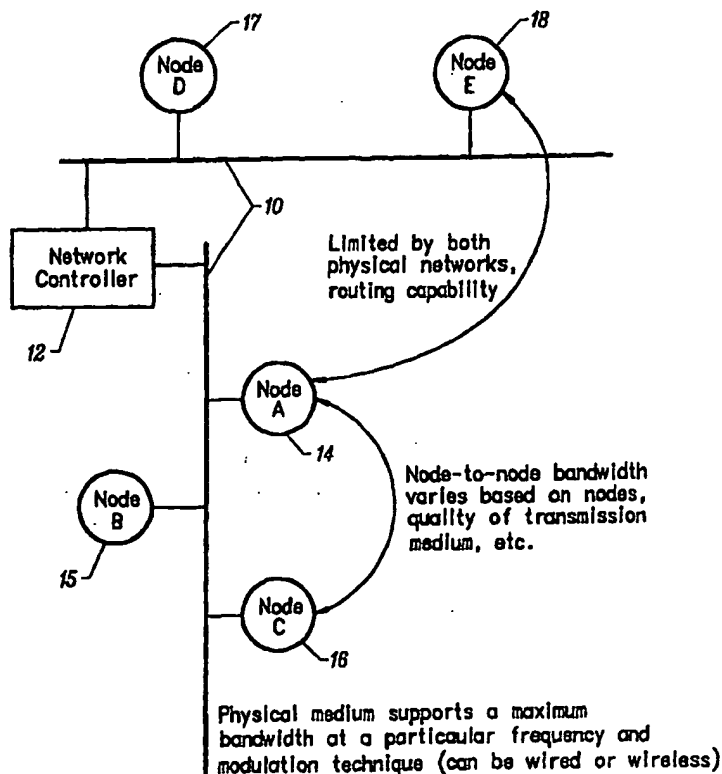 17
18
Node
D
Node
E
10
Network
Controller
12
Limited by both
physical networks,
routing capability
Node
A
14
Node-to-node bandwidth
varies based on nodes,
quality of transmission
medium, etc.
Node
B
15
Node
C
16
Physical medium supports a maximum
bandwidth at a particaular frequency and
modulation technique (can be wired or wireless)